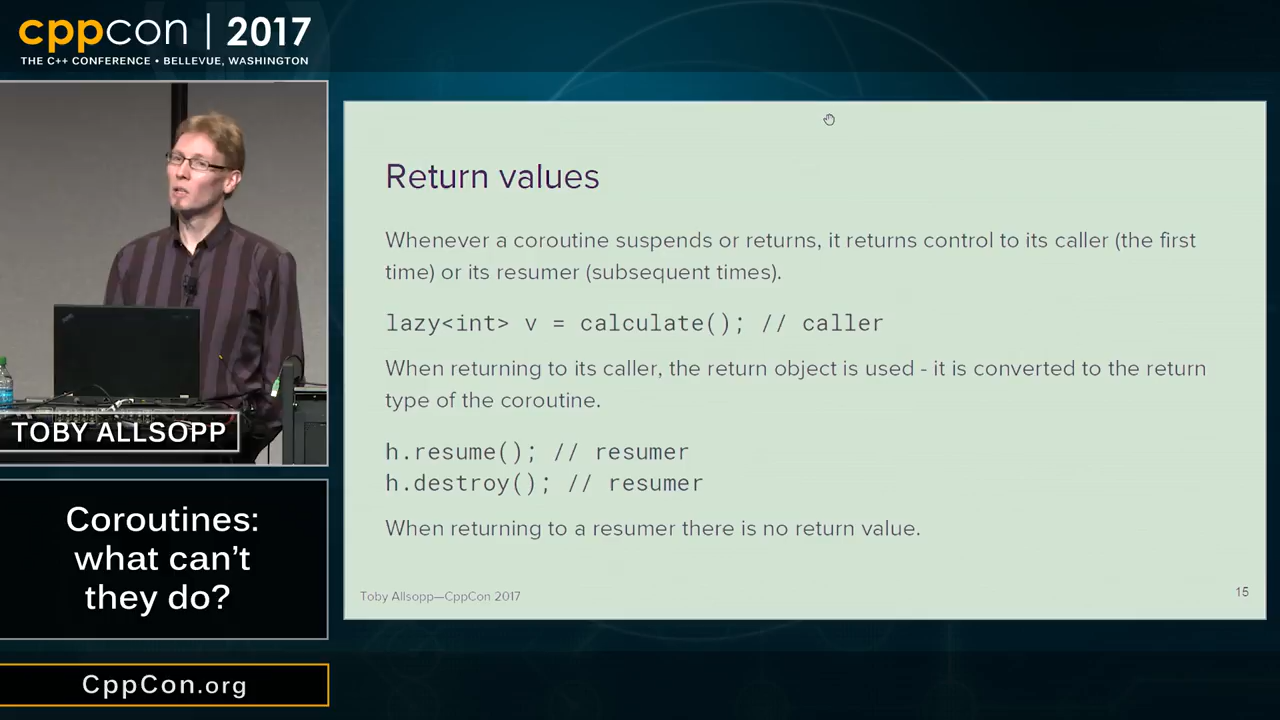 cppcon | 2017
THE C++ CONFERENCE • BELLEVUE, WASHINGTON
TOBY ALLSOPP
Coroutines:
what can't
they do?
CppCon.org
Return values
Whenever a coroutine suspends or returns, it returns control to its caller (the first
time) or its resumer (subsequent times).
lazy<int> v = calculate(); // caller
When returning to its caller, the return object is used - it is converted to the return
type of the coroutine.
h.resume(); // resumer
h.destroy(); // resumer
When returning to a resumer there is no return value.
Toby Allsopp—CppCon 2017
15